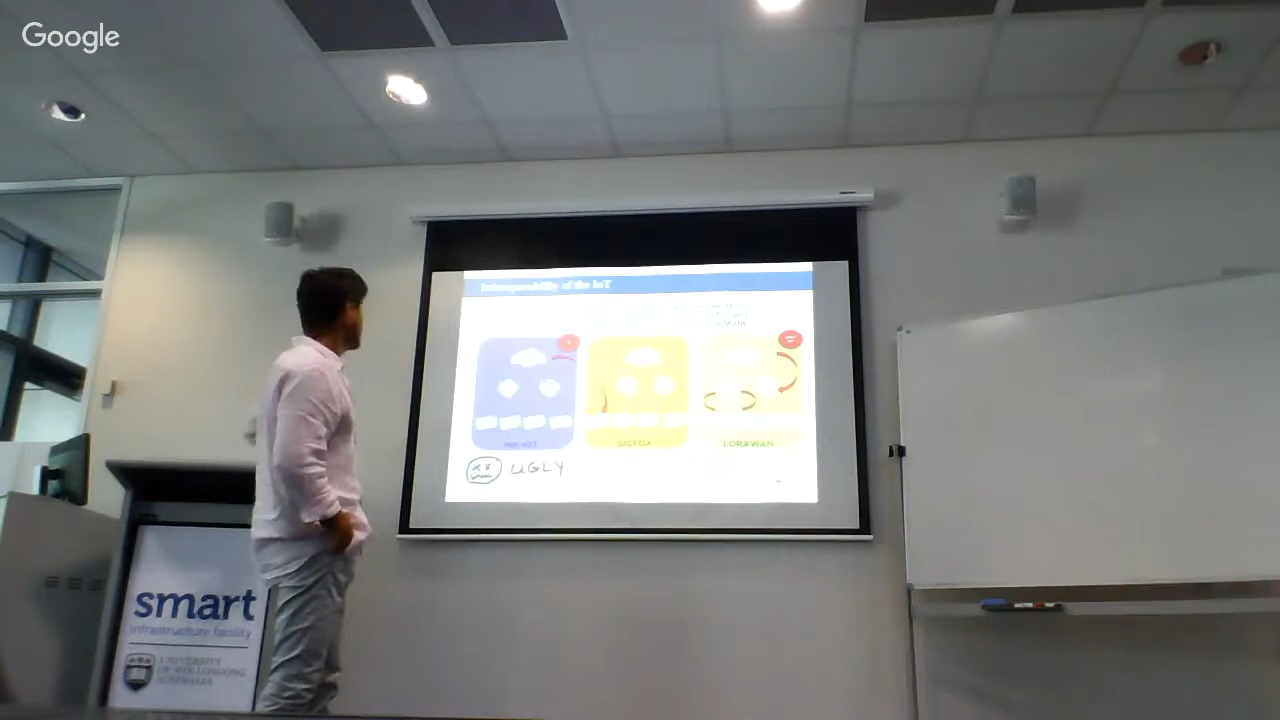 Google
Interoperability of the IoT
NB-IOT
SIGFOX
LORAWAN
UGLY
smart
infrastructure facility
UNIVERSITY
OF WOLLONGONG
AUSTRALIA